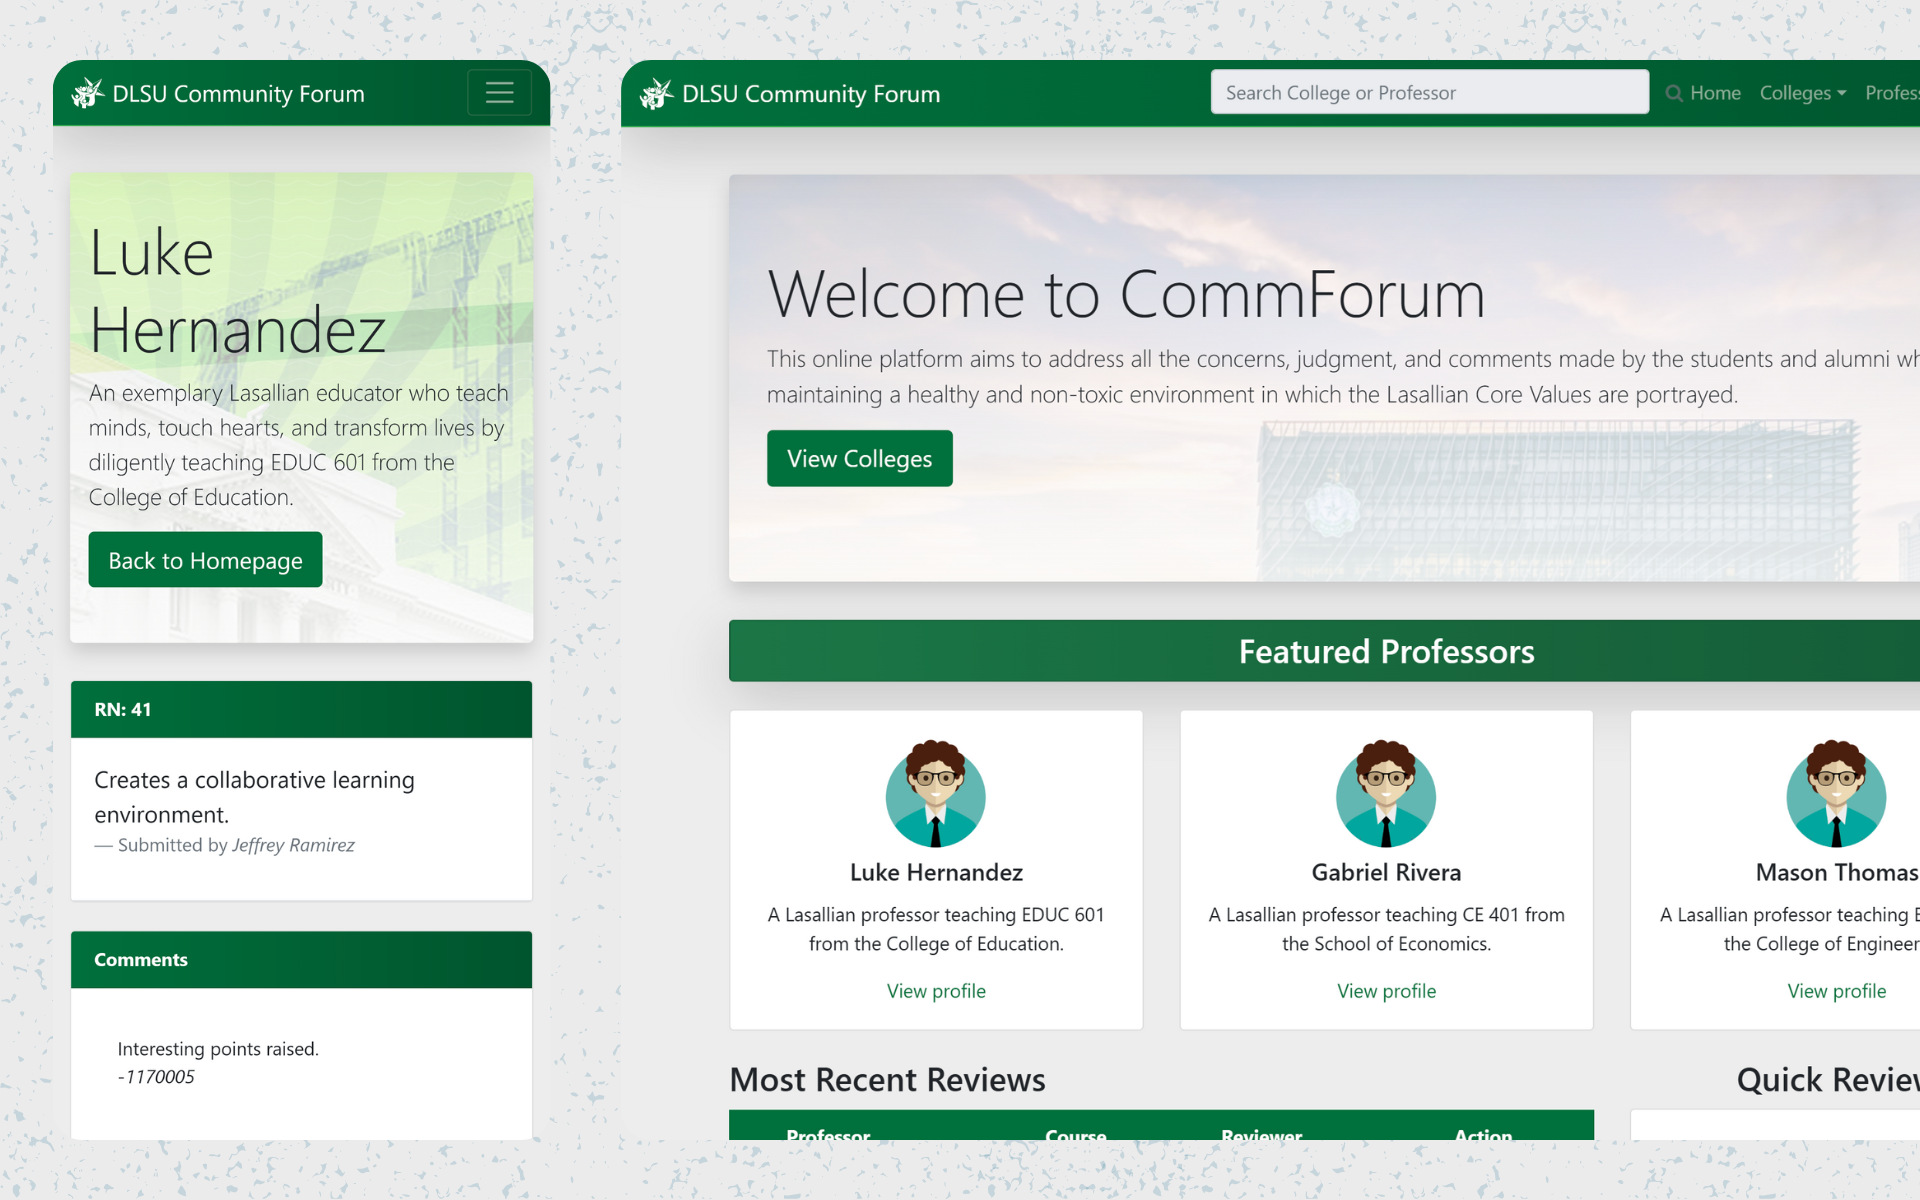 DLSU Community Forum
Luke
Hernandez
An exemplary Lasallian educator who teach
minds, touch hearts, and transform lives by
diligently teaching EDUC 601 from the
College of Education.
Back to Homepage
RN: 41
Creates a collaborative learning
environment.
— Submitted by Jeffrey Ramirez
Comments
Interesting points raised.
-1170005
DLSU Community Forum
Search College or Professor
Home
Colleges
Profess
Welcome to CommForum
This online platform aims to address all the concerns, judgment, and comments made by the students and alumni wh
maintaining a healthy and non-toxic environment in which the Lasallian Core Values are portrayed.
View Colleges
Featured Professors
Luke Hernandez
A Lasallian professor teaching EDUC 601
from the College of Education.
View profile
Gabriel Rivera
A Lasallian professor teaching CE 401 from
the School of Economics.
View profile
Mason Thomas
A Lasallian professor teaching
the College of Engineer
View profile
Most Recent Reviews
Quick Review
Professor
Course
Reviewer
Action